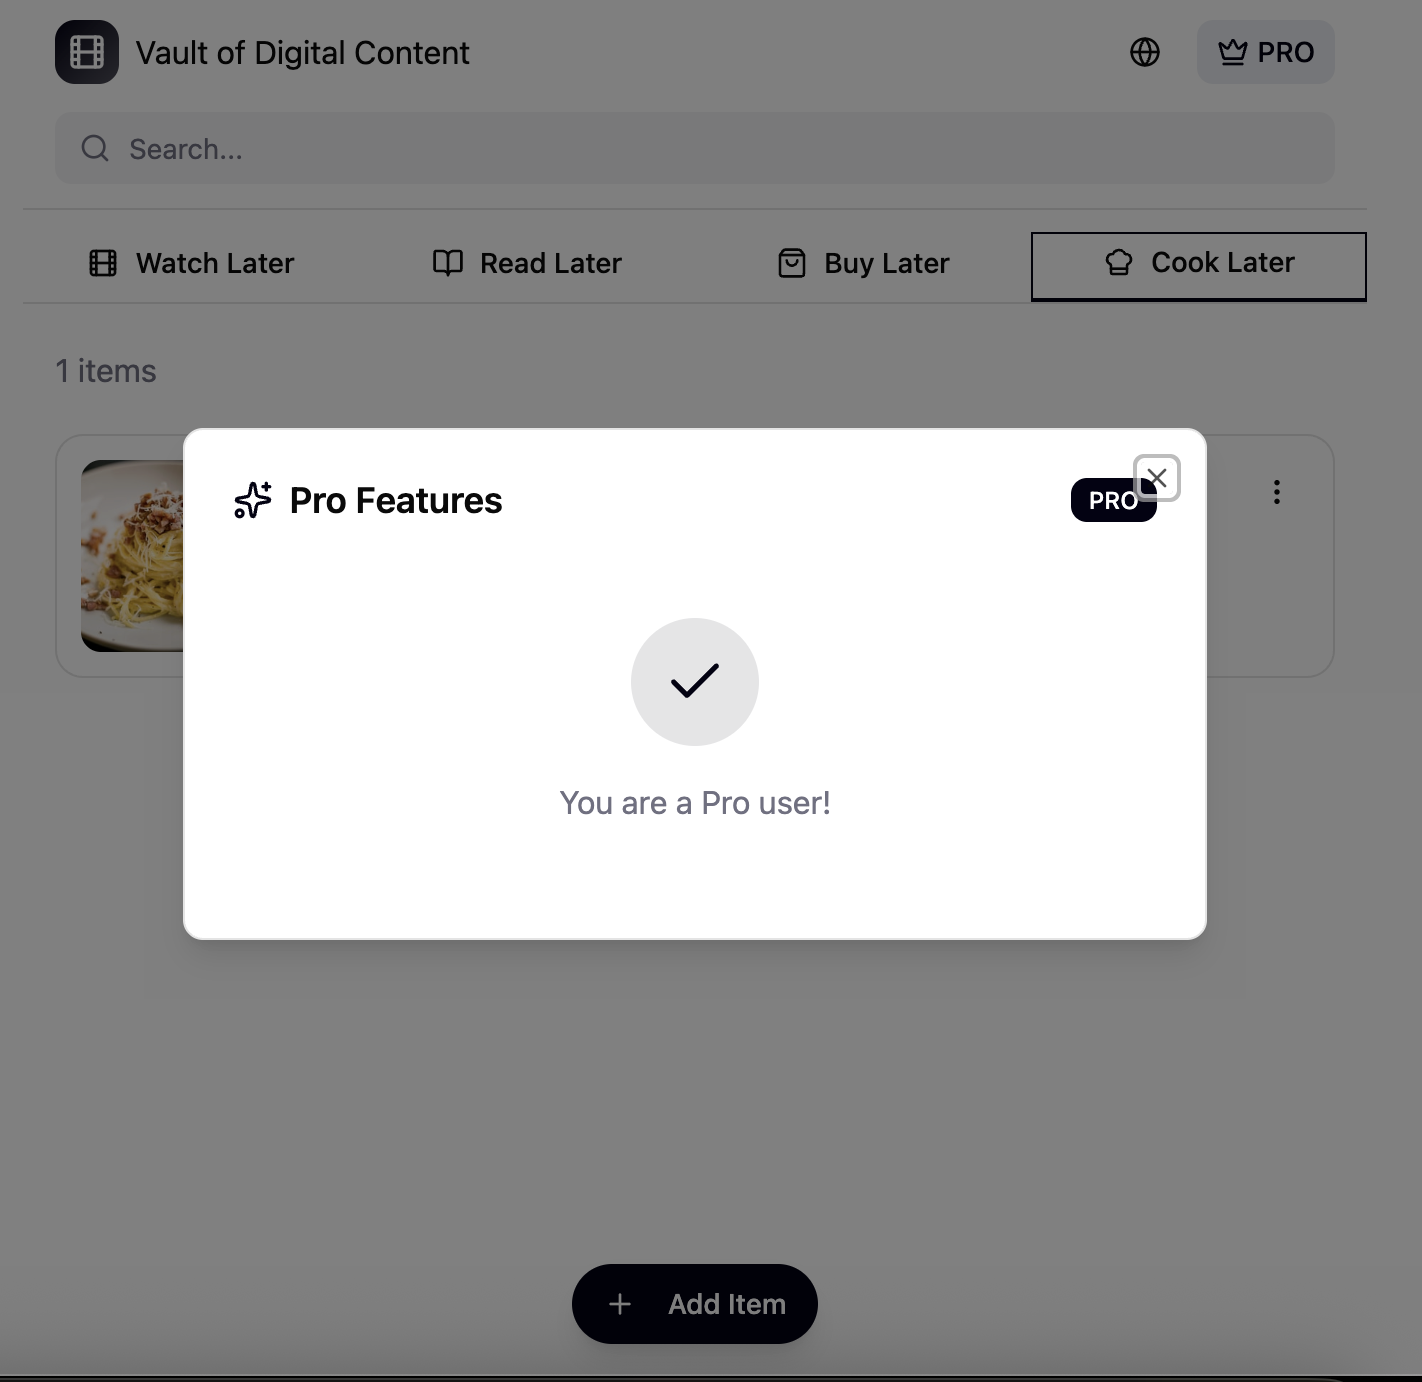 Vault of Digital Content
PRO
Search...
Watch Later
Read Later
Buy Later
Cook Later
1 items
Pro Features
PRO
You are a Pro user!
Add Item